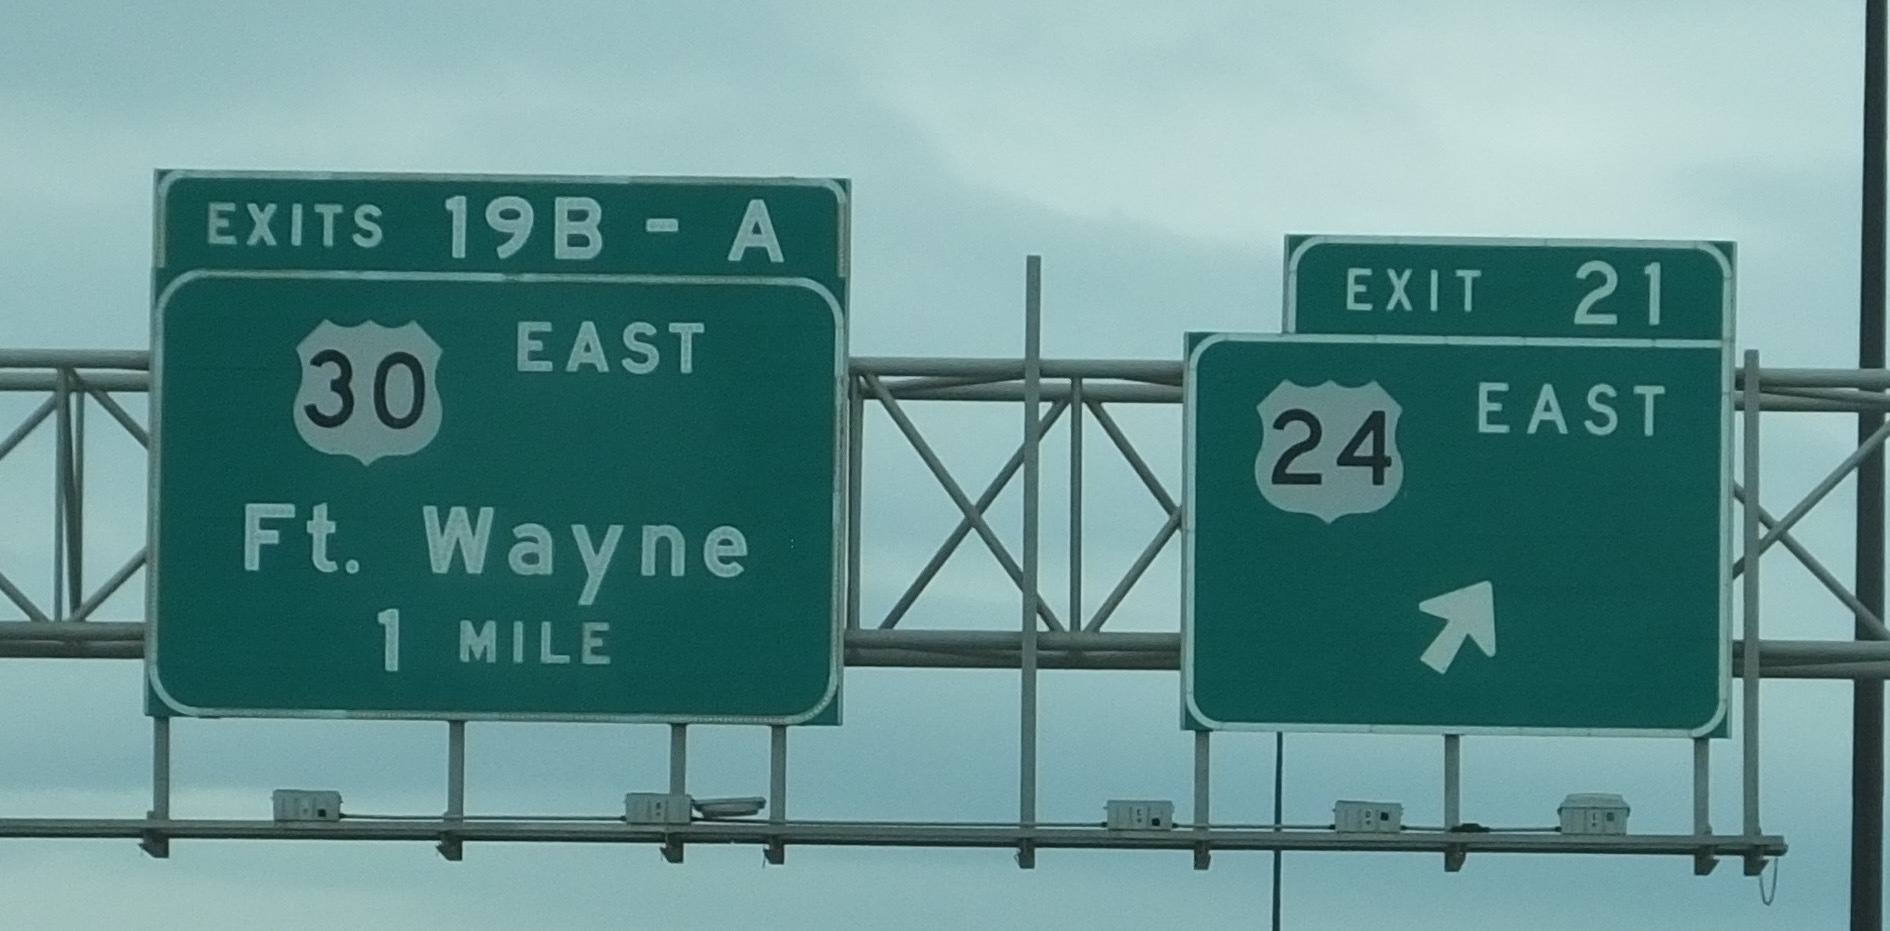 EXITS 19B - A
30 EAST
Ft. Wayne
1 MILE
EXIT 21
24 EAST